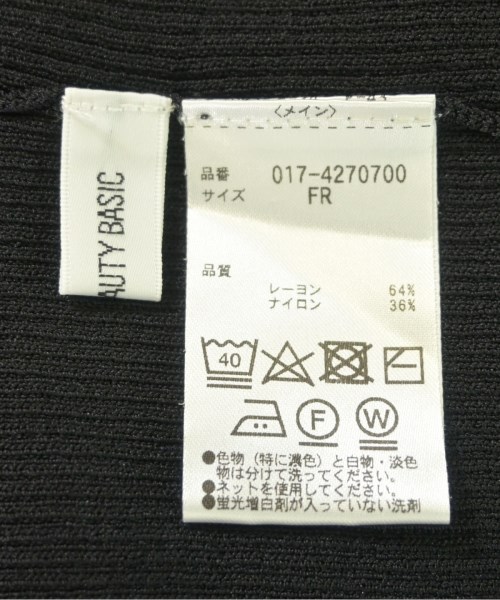 AUTY BASIC
〈メイン〉
品番 017-4270700
サイズ FR
品質
レーヨン 64%
ナイロン 36%
40
F
W
●色物（特に濃色）と白物・淡色
物は分けて洗ってください。
●ネットを使用してください。
●蛍光増白剤が入っていない洗剤